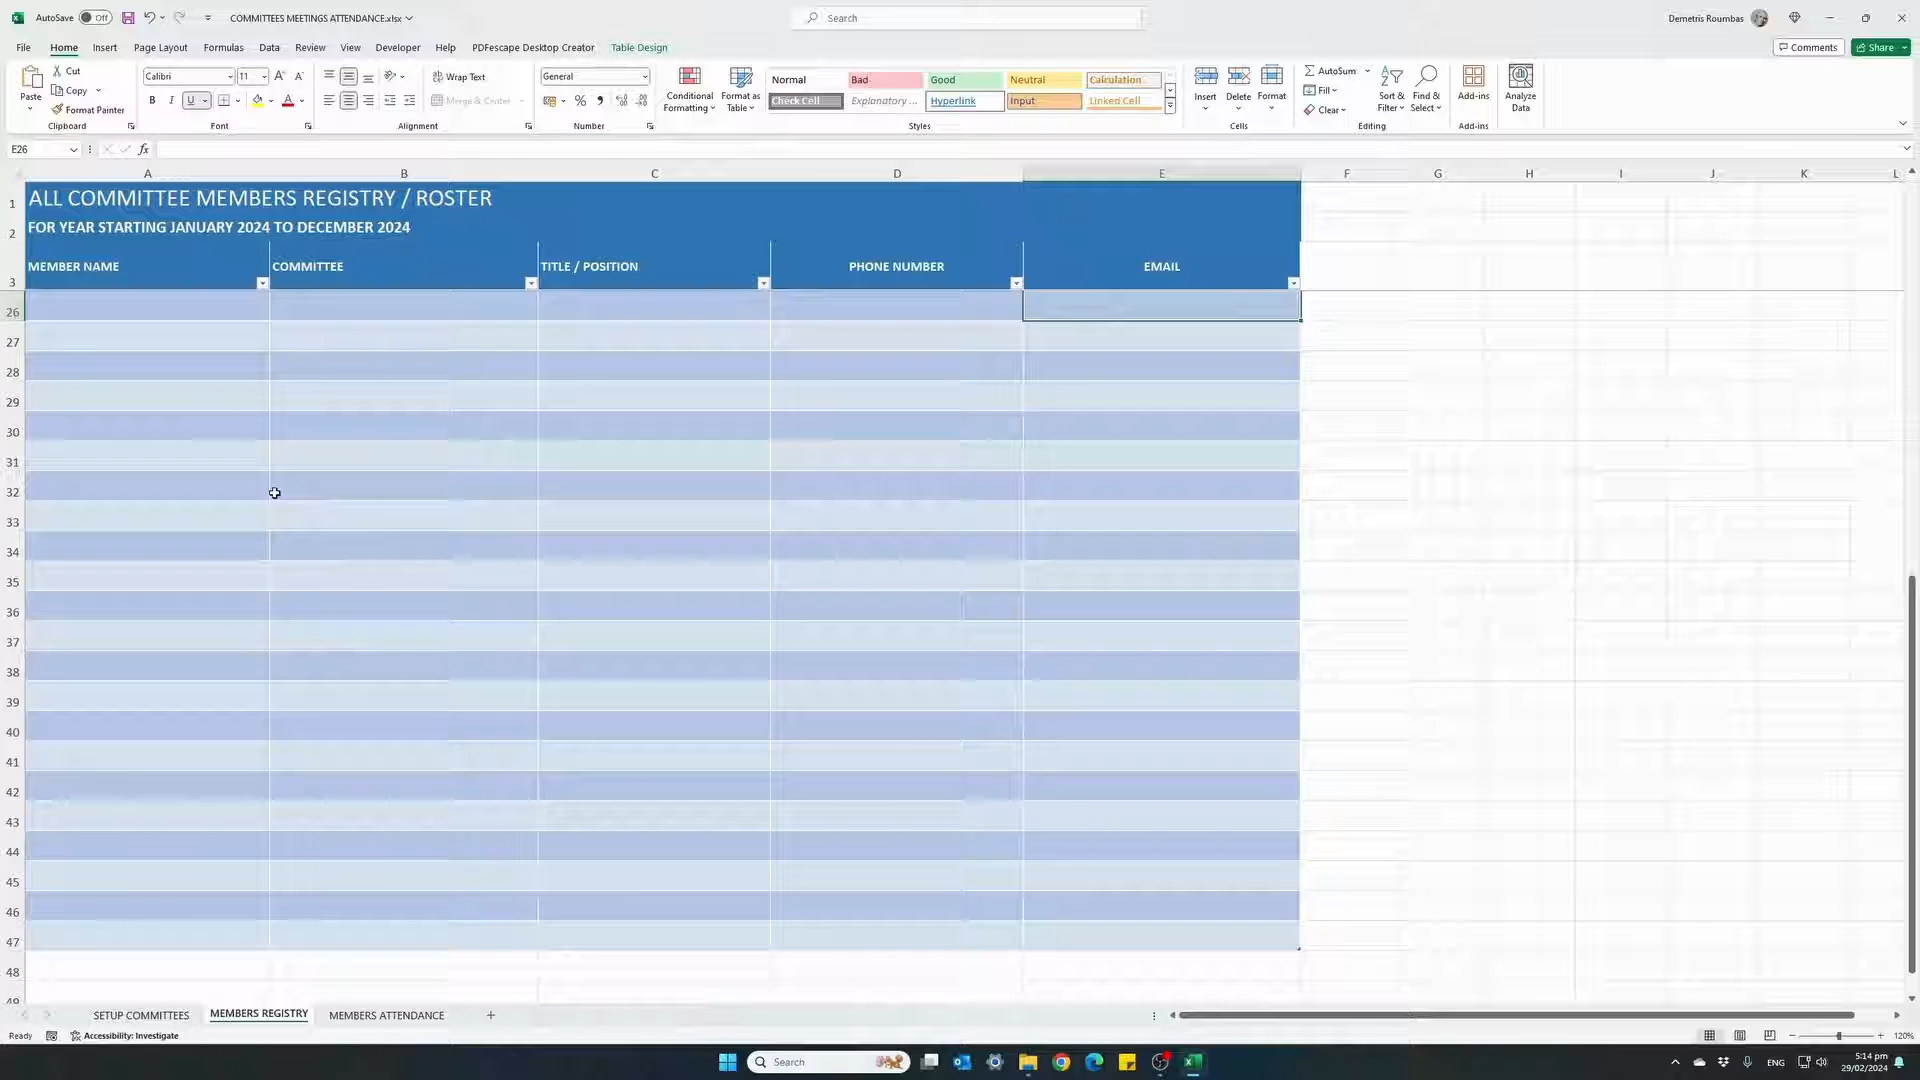 AutoSave Off COMMITTEES MEETINGS ATTENDANCE.xlsx Search Demetris Roumbas
File Home Insert Page Layout Formulas Data Review View Developer Help PDFescape Desktop Creator Table Design Comments Share
Paste Cut Copy Format Painter Clipboard
Calibri 11 B I U A A Font
Wrap Text Merge & Center Alignment
General % Number
Conditional Formatting Format as Table
Normal Bad Good Neutral Calculation
Check Cell Explanatory ... Hyperlink Input Linked Cell
Styles
Insert Delete Format Cells
AutoSum Fill Clear Sort & Filter Find & Select Editing
Add-ins Add-ins
Analyze Data
E26 fx
A B C D E F G H I J K L
1 ALL COMMITTEE MEMBERS REGISTRY / ROSTER
2 FOR YEAR STARTING JANUARY 2024 TO DECEMBER 2024
3 MEMBER NAME COMMITTEE TITLE / POSITION PHONE NUMBER EMAIL
26
27
28
29
30
31
32
33
34
35
36
37
38
39
40
41
42
43
44
45
46
47
48
49
SETUP COMMITTEES MEMBERS REGISTRY MEMBERS ATTENDANCE +
Ready Accessibility: Investigate 120%
Search ENG 5:14 pm
29/02/2024